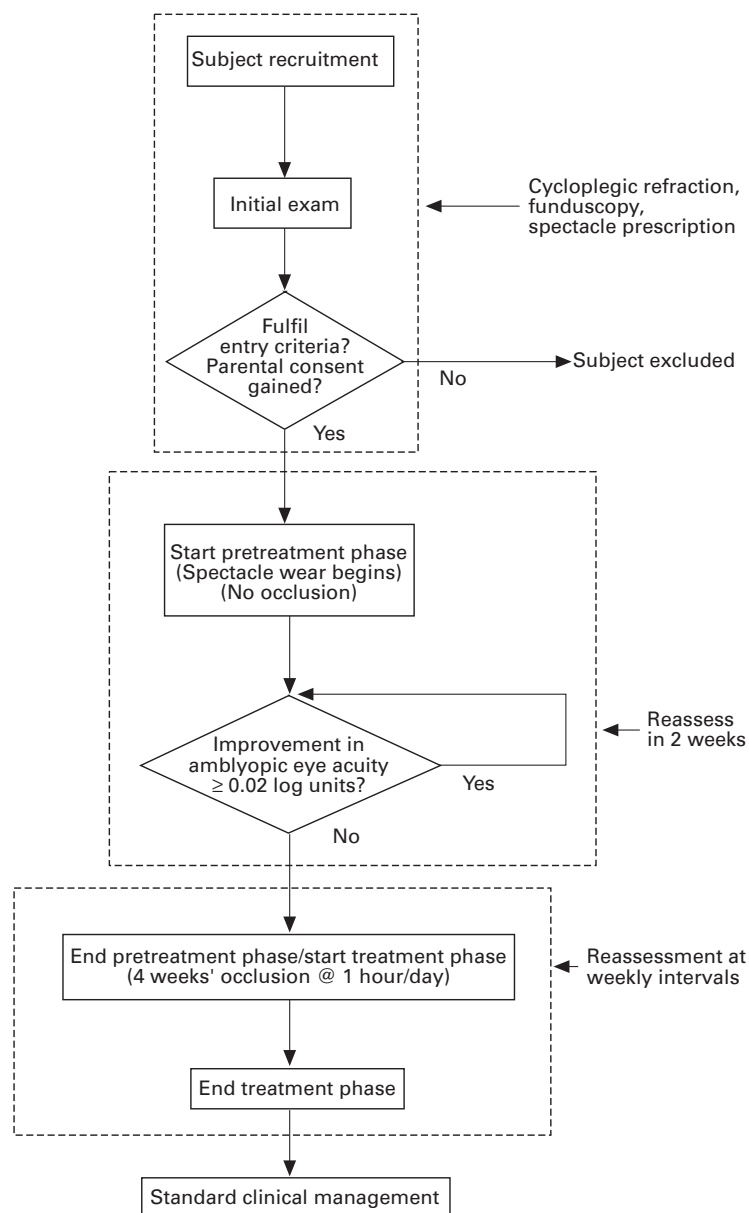 Subject recruitment
Initial exam
Cycloplegic refraction,
funduscopy,
spectacle prescription
Fulfil
entry criteria?
Parental consent
gained?
No
Subject excluded
Yes
Start pretreatment phase
(Spectacle wear begins)
(No occlusion)
Improvement in
amblyopic eye acuity
≥ 0.02 log units?
Yes
Reassess
in 2 weeks
No
End pretreatment phase/start treatment phase
(4 weeks' occlusion @ 1 hour/day)
Reassessment at
weekly intervals
End treatment phase
Standard clinical management